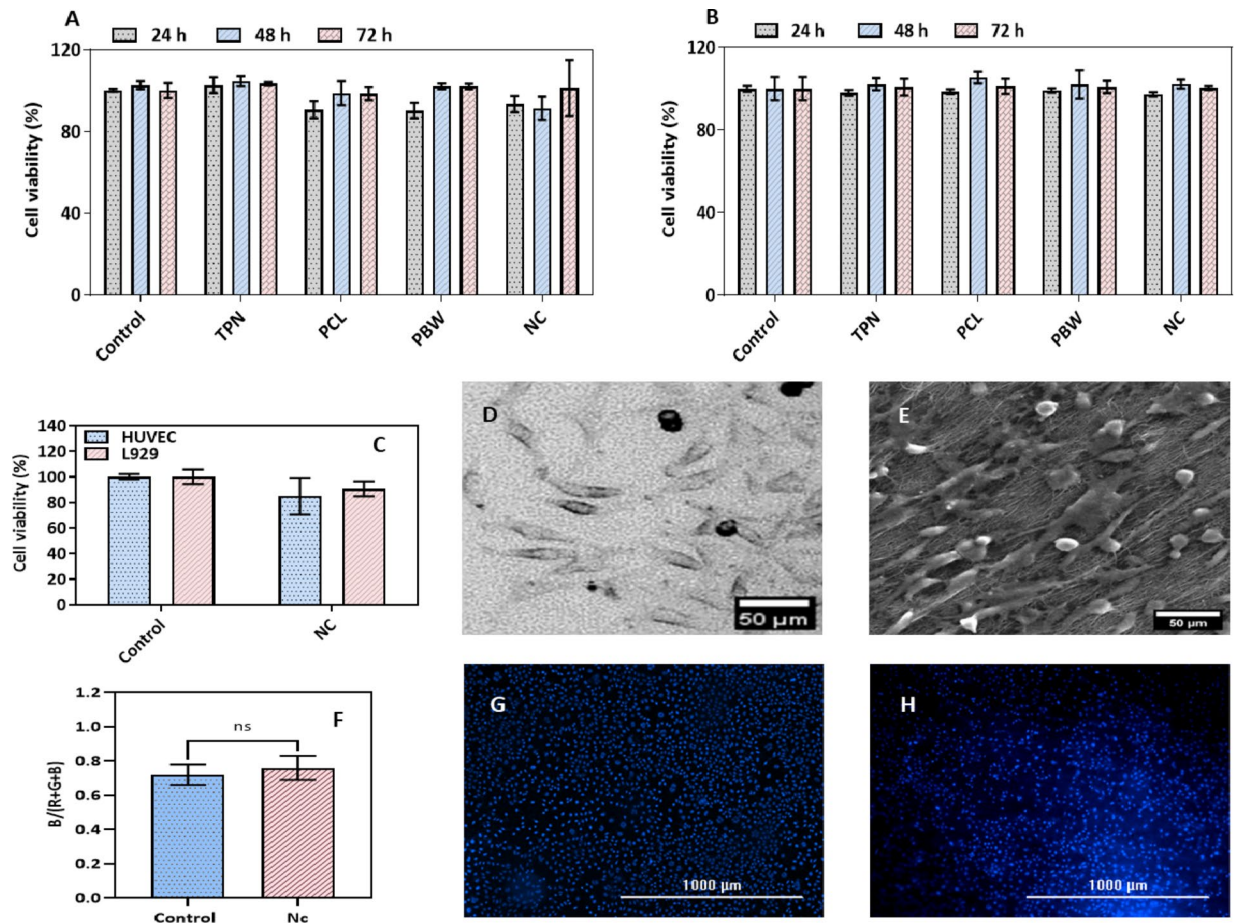 A
24 h 48 h 72 h
Cell viability (%)
120
80
40
0
Control TPN PCL PBW NC
B
24 h 48 h 72 h
Cell viability (%)
120
80
40
0
Control TPN PCL PBW NC
C
HUVEC
L929
Cell viability (%)
140
120
100
80
60
40
20
0
Control NC
D
50 µm
E
50 µm
F
ns
B/(R+G+B)
1.2
1.0
0.8
0.6
0.4
0.2
0.0
Control Nc
G
1000 µm
H
1000 µm